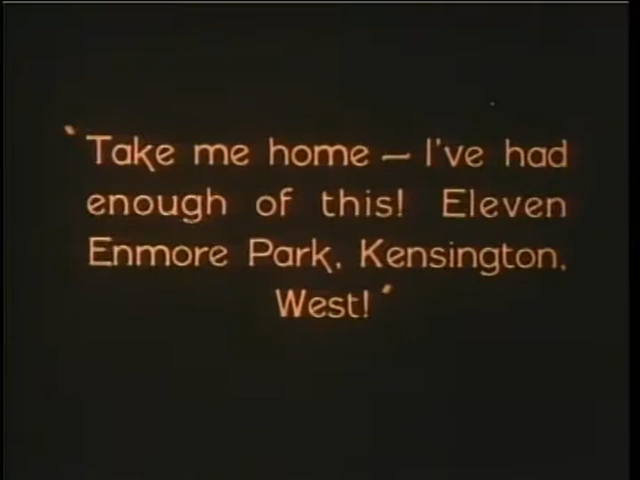 'Take me home — I've had
enough of this! Eleven
Enmore Park, Kensington,
West!'